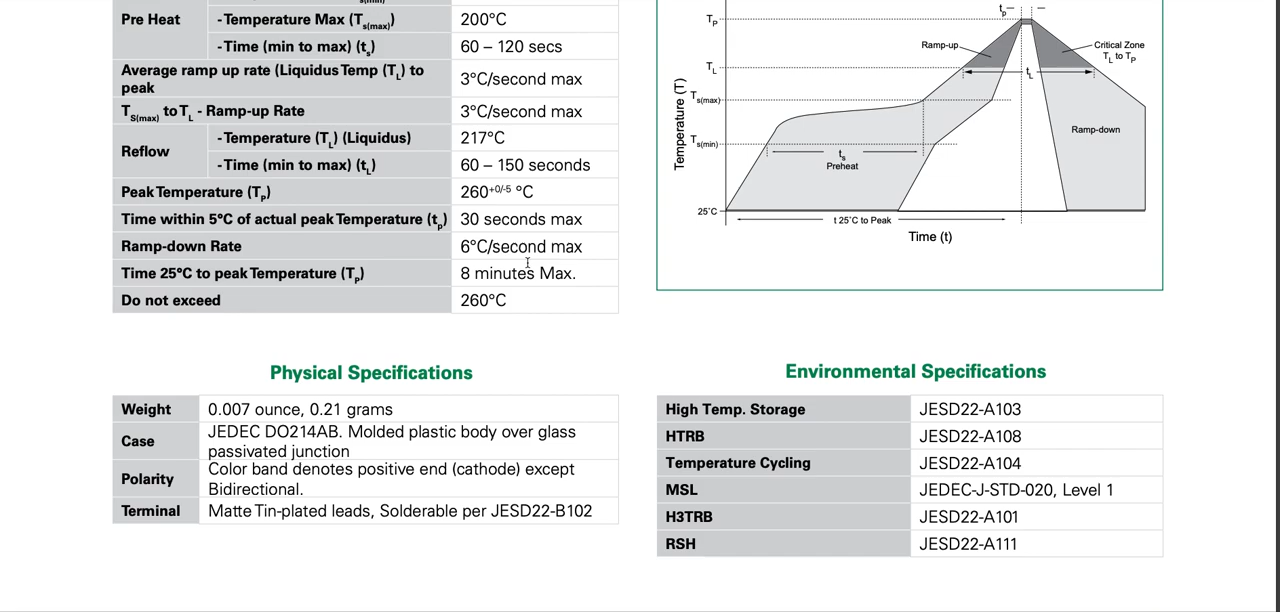 s(min)
Pre Heat
- Temperature Max (Ts(max))
200°C
- Time (min to max) (ts)
60 – 120 secs
Average ramp up rate (Liquidus Temp (TL) to
peak
3°C/second max
TS(max) to TL - Ramp-up Rate
3°C/second max
Reflow
- Temperature (TL) (Liquidus)
217°C
- Time (min to max) (tL)
60 – 150 seconds
Peak Temperature (TP)
260+0/-5 °C
Time within 5°C of actual peak Temperature (tp)
30 seconds max
Ramp-down Rate
6°C/second max
Time 25°C to peak Temperature (TP)
8 minutes Max.
Do not exceed
260°C
Temperature (T)
TP
TL
Ts(max)
Ts(min)
25˚C
tp
Ramp-up
Critical Zone
TL to TP
tL
Ramp-down
ts
Preheat
t 25˚C to Peak
Time (t)
Physical Specifications
Weight
0.007 ounce, 0.21 grams
Case
JEDEC DO214AB. Molded plastic body over glass
passivated junction
Polarity
Color band denotes positive end (cathode) except
Bidirectional.
Terminal
Matte Tin-plated leads, Solderable per JESD22-B102
Environmental Specifications
High Temp. Storage
JESD22-A103
HTRB
JESD22-A108
Temperature Cycling
JESD22-A104
MSL
JEDEC-J-STD-020, Level 1
H3TRB
JESD22-A101
RSH
JESD22-A111